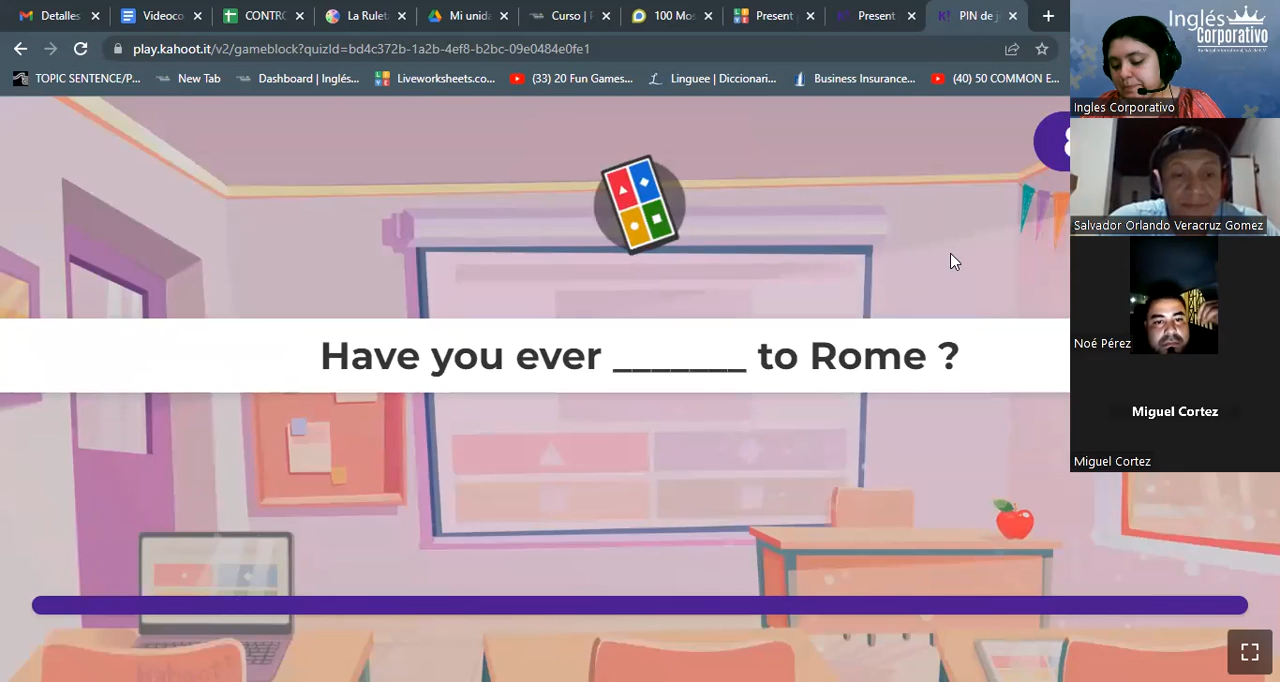 Detalles
Videoco
CONTRO
La Rulet
Mi unida
Curso | P
100 Mos
Present
Present
PIN de j
play.kahoot.it/v2/gameblock?quizId=bd4c372b-1a2b-4ef8-b2bc-09e0484e0fe1
TOPIC SENTENCE/P...
New Tab
Dashboard | Inglés...
Liveworksheets.co...
(33) 20 Fun Games...
Linguee | Diccionari...
Business Insurance...
(40) 50 COMMON E...
Have you ever _______ to Rome ?
Inglés
Corporativo
Ingles Corporativo
Salvador Orlando Veracruz Gomez
Noé Pérez
Miguel Cortez
Miguel Cortez